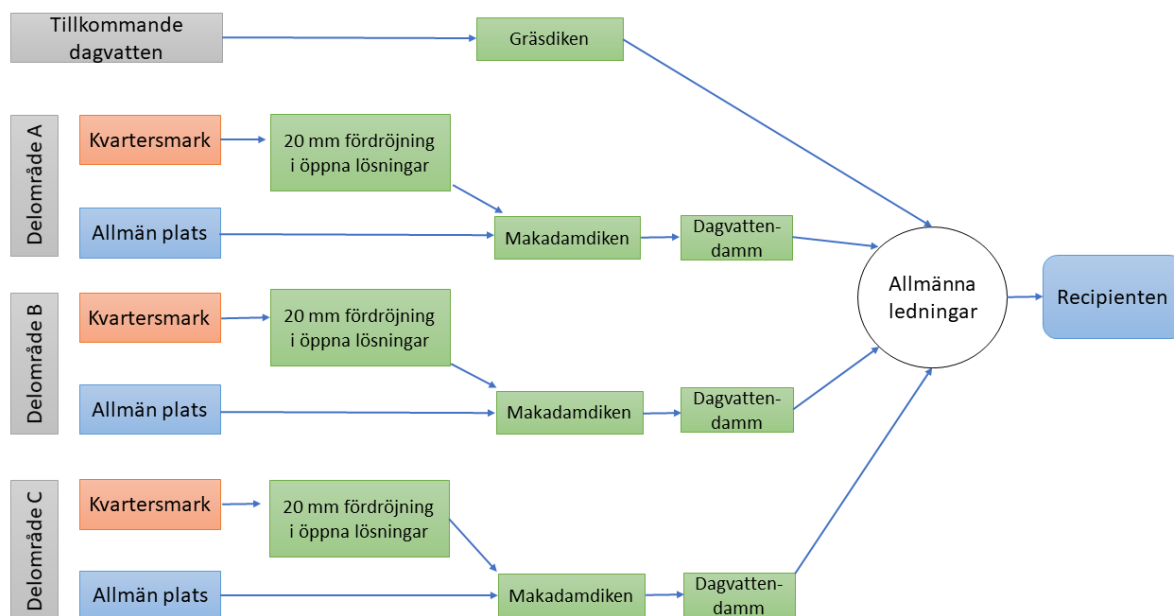 Tillkommande
dagvatten
Gräsdiken
Delområde A
Kvartersmark
20 mm fördröjning
i öppna lösningar
Allmän plats
Makadamdiken
Dagvatten-
damm
Delområde B
Kvartersmark
20 mm fördröjning
i öppna lösningar
Allmän plats
Makadamdiken
Dagvatten-
damm
Delområde C
Kvartersmark
20 mm fördröjning
i öppna lösningar
Allmän plats
Makadamdiken
Dagvatten-
damm
Allmänna
ledningar
Recipienten